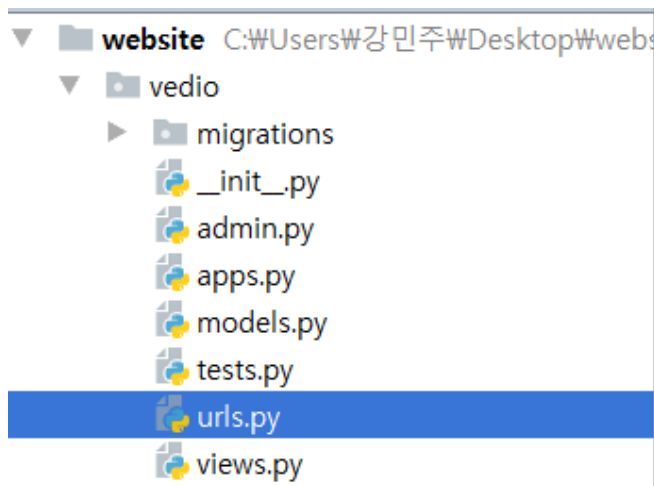 website C:₩Users₩강민주₩Desktop₩webs
vedio
migrations
__init__.py
admin.py
apps.py
models.py
tests.py
urls.py
views.py